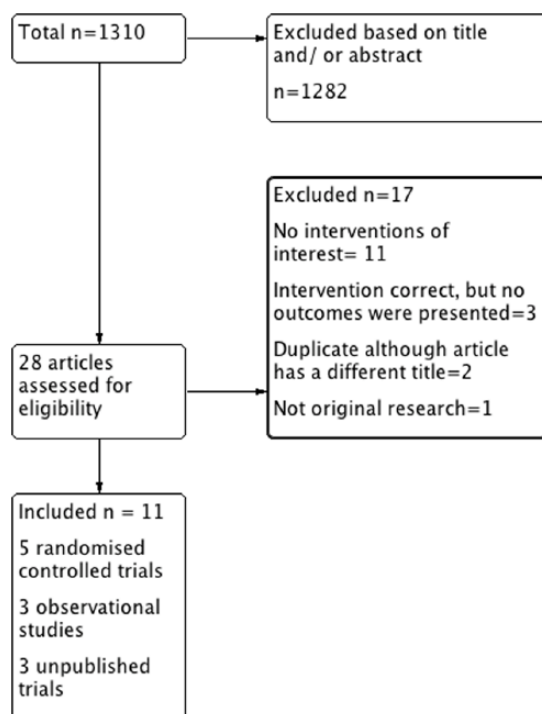 Total n=1310
Excluded based on title
and/ or abstract
n=1282
Excluded n=17
No interventions of
interest= 11
Intervention correct, but no
outcomes were presented=3
Duplicate although article
has a different title=2
Not original research=1
28 articles
assessed for
eligibility
Included n = 11
5 randomised
controlled trials
3 observational
studies
3 unpublished
trials